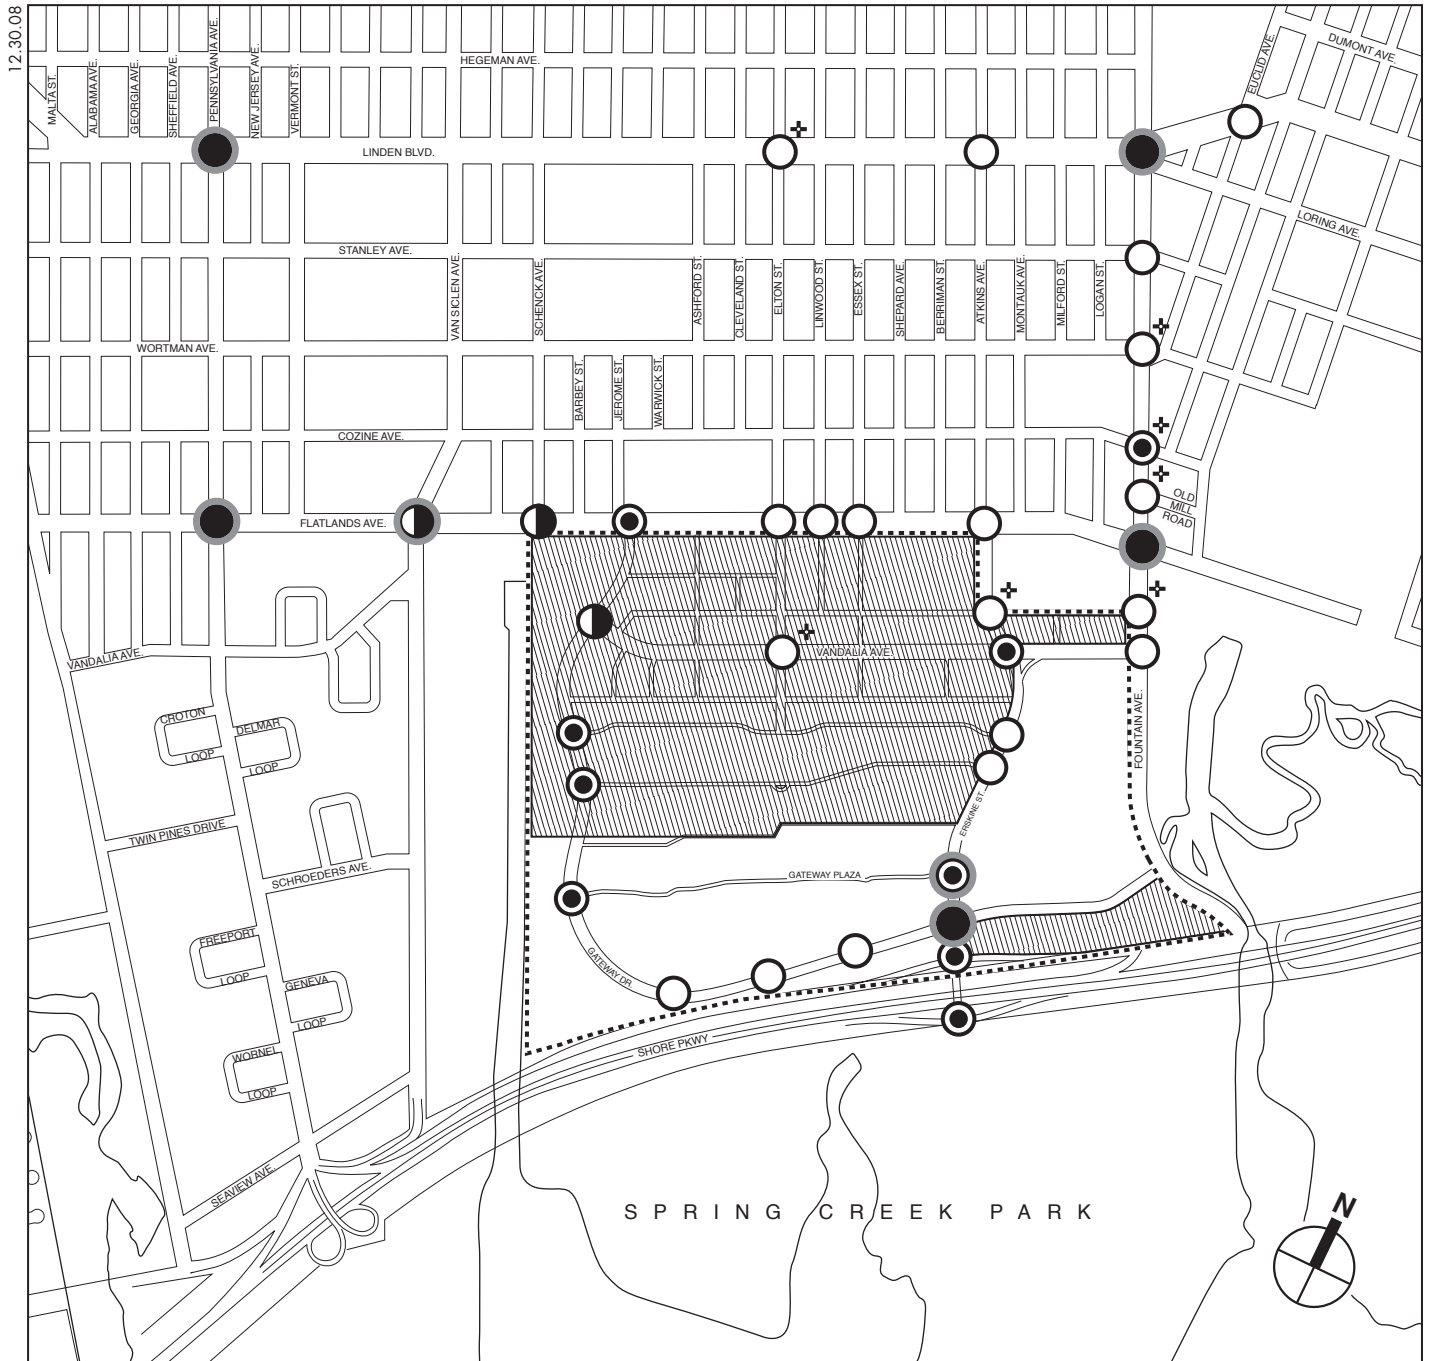 12.30.08
HEGEMAN AVE.
DUMONT AVE.
EUCLID AVE.
MALTA ST.
ALABAMA AVE.
GEORGIA AVE.
SHEFFIELD AVE.
PENNSYLVANIA AVE.
NEW JERSEY AVE.
VERMONT ST.
LINDEN BLVD.
LORING AVE.
STANLEY AVE.
VAN SICLEN AVE.
SCHENCK AVE.
ASHFORD ST.
CLEVELAND ST.
ELTON ST.
LINWOOD ST.
ESSEX ST.
SHEPARD AVE.
BERRIMAN ST.
ATKINS AVE.
MONTAUK AVE.
MILFORD ST.
LOGAN ST.
WORTMAN AVE.
BARBEY ST.
JEROME ST.
WARWICK ST.
COZINE AVE.
OLD
MILL
ROAD
FLATLANDS AVE.
VANDALIA AVE.
VANDALIA AVE.
CROTON
LOOP
DELMAR
LOOP
FOUNTAIN AVE.
ERSKINE ST.
TWIN PINES DRIVE
SCHROEDERS AVE.
GATEWAY PLAZA
FREEPORT
LOOP
GATEWAY DR.
GENEVA
LOOP
SHORE PKWY
WORNEL
LOOP
SEAVIEW AVE.
SPRING CREEK PARK
N